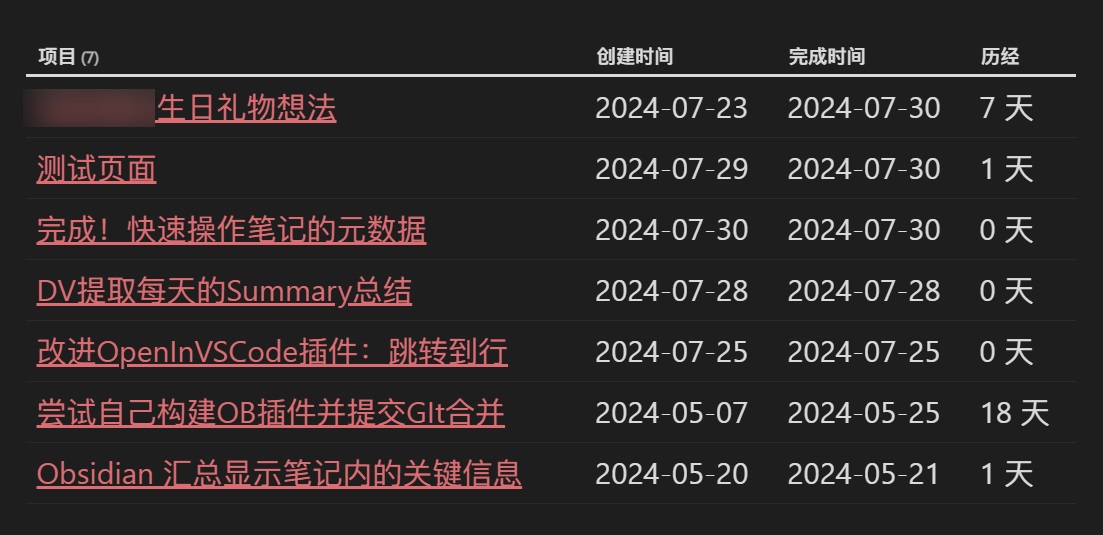 项目 (7) 创建时间 完成时间 历经
生日礼物想法 2024-07-23 2024-07-30 7 天
测试页面 2024-07-29 2024-07-30 1 天
完成！快速操作笔记的元数据 2024-07-30 2024-07-30 0 天
DV提取每天的Summary总结 2024-07-28 2024-07-28 0 天
改进OpenInVSCode插件：跳转到行 2024-07-25 2024-07-25 0 天
尝试自己构建OB插件并提交GIt合并 2024-05-07 2024-05-25 18 天
Obsidian 汇总显示笔记内的关键信息 2024-05-20 2024-05-21 1 天